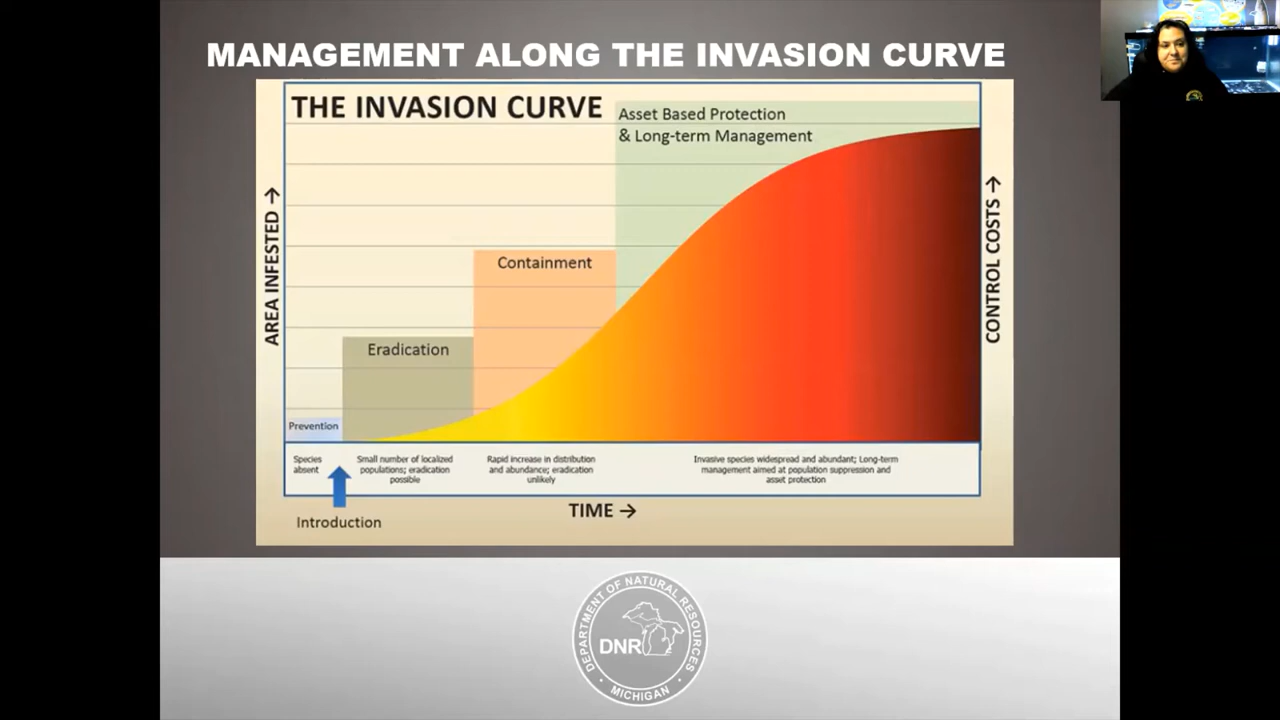 MANAGEMENT ALONG THE INVASION CURVE
THE INVASION CURVE
Asset Based Protection
& Long-term Management
Containment
Eradication
Prevention
AREA INFESTED →
CONTROL COSTS →
Species
absent
Small number of localized
populations; eradication
possible
Rapid increase in distribution
and abundance; eradication
unlikely
Invasive species widespread and abundant; Long-term
management aimed at population suppression and
asset protection
Introduction
TIME →
DEPARTMENT OF NATURAL RESOURCES
DNR
• MICHIGAN •